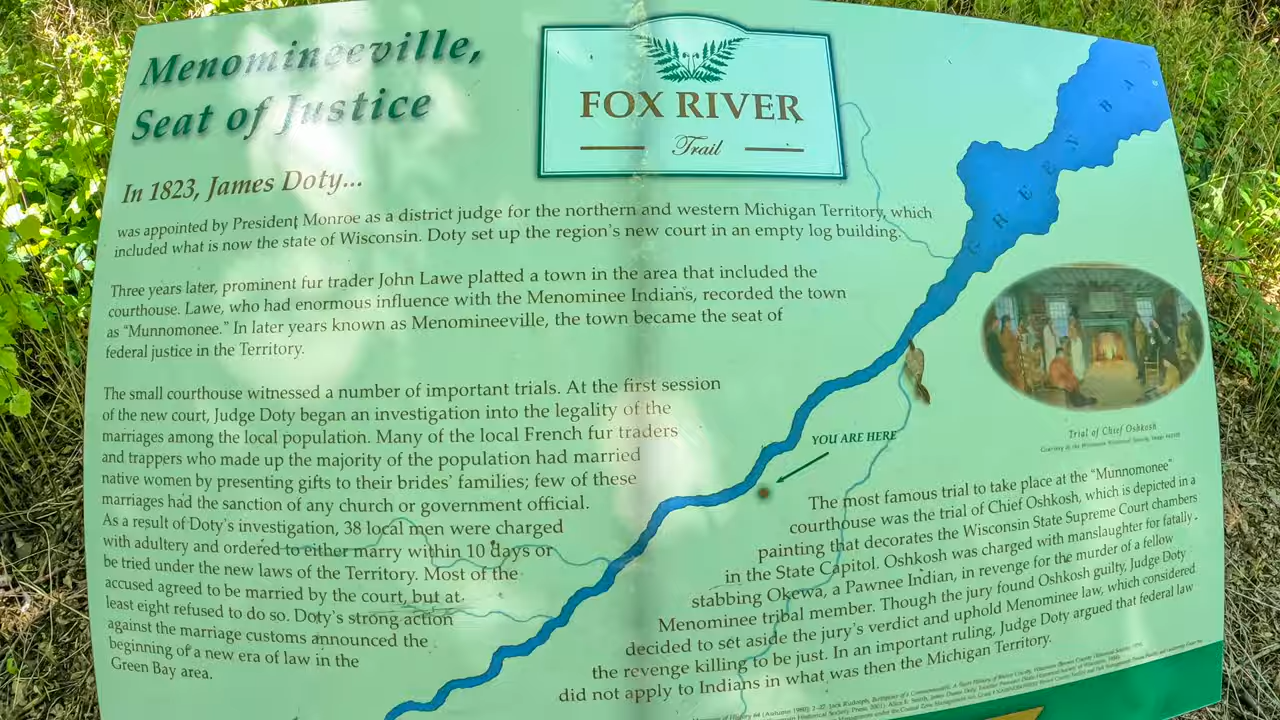 Menomineeville,
Seat of Justice
FOX RIVER
Trail
In 1823, James Doty...
was appointed by President Monroe as a district judge for the northern and western Michigan Territory, which
included what is now the state of Wisconsin. Doty set up the region's new court in an empty log building.
Three years later, prominent fur trader John Lawe platted a town in the area that included the
courthouse. Lawe, who had enormous influence with the Menominee Indians, recorded the town
as "Munnomonee." In later years known as Menomineeville, the town became the seat of
federal justice in the Territory.
The small courthouse witnessed a number of important trials. At the first session
of the new court, Judge Doty began an investigation into the legality of the
marriages among the local population. Many of the local French fur traders
and trappers who made up the majority of the population had married
native women by presenting gifts to their brides' families; few of these
marriages had the sanction of any church or government official.
As a result of Doty's investigation, 38 local men were charged
with adultery and ordered to either marry within 10 days or
be tried under the new laws of the Territory. Most of the
accused agreed to be married by the court, but at
least eight refused to do so. Doty's strong action
against the marriage customs announced the
beginning of a new era of law in the
Green Bay area.
GREEN BAY
YOU ARE HERE
Trial of Chief Oshkosh
Courtesy of the Wisconsin Historical Society,
The most famous trial to take place at the "Munnomonee"
courthouse was the trial of Chief Oshkosh, which is depicted in a
painting that decorates the Wisconsin State Supreme Court chambers
in the State Capitol. Oshkosh was charged with manslaughter for fatally
stabbing Okewa, a Pawnee Indian, in revenge for the murder of a fellow
Menominee tribal member. Though the jury found Oshkosh guilty, Judge Doty
decided to set aside the jury's verdict and uphold Menominee law, which considered
the revenge killing to be just. In an important ruling, Judge Doty argued that federal law
did not apply to Indians in what was then the Michigan Territory.